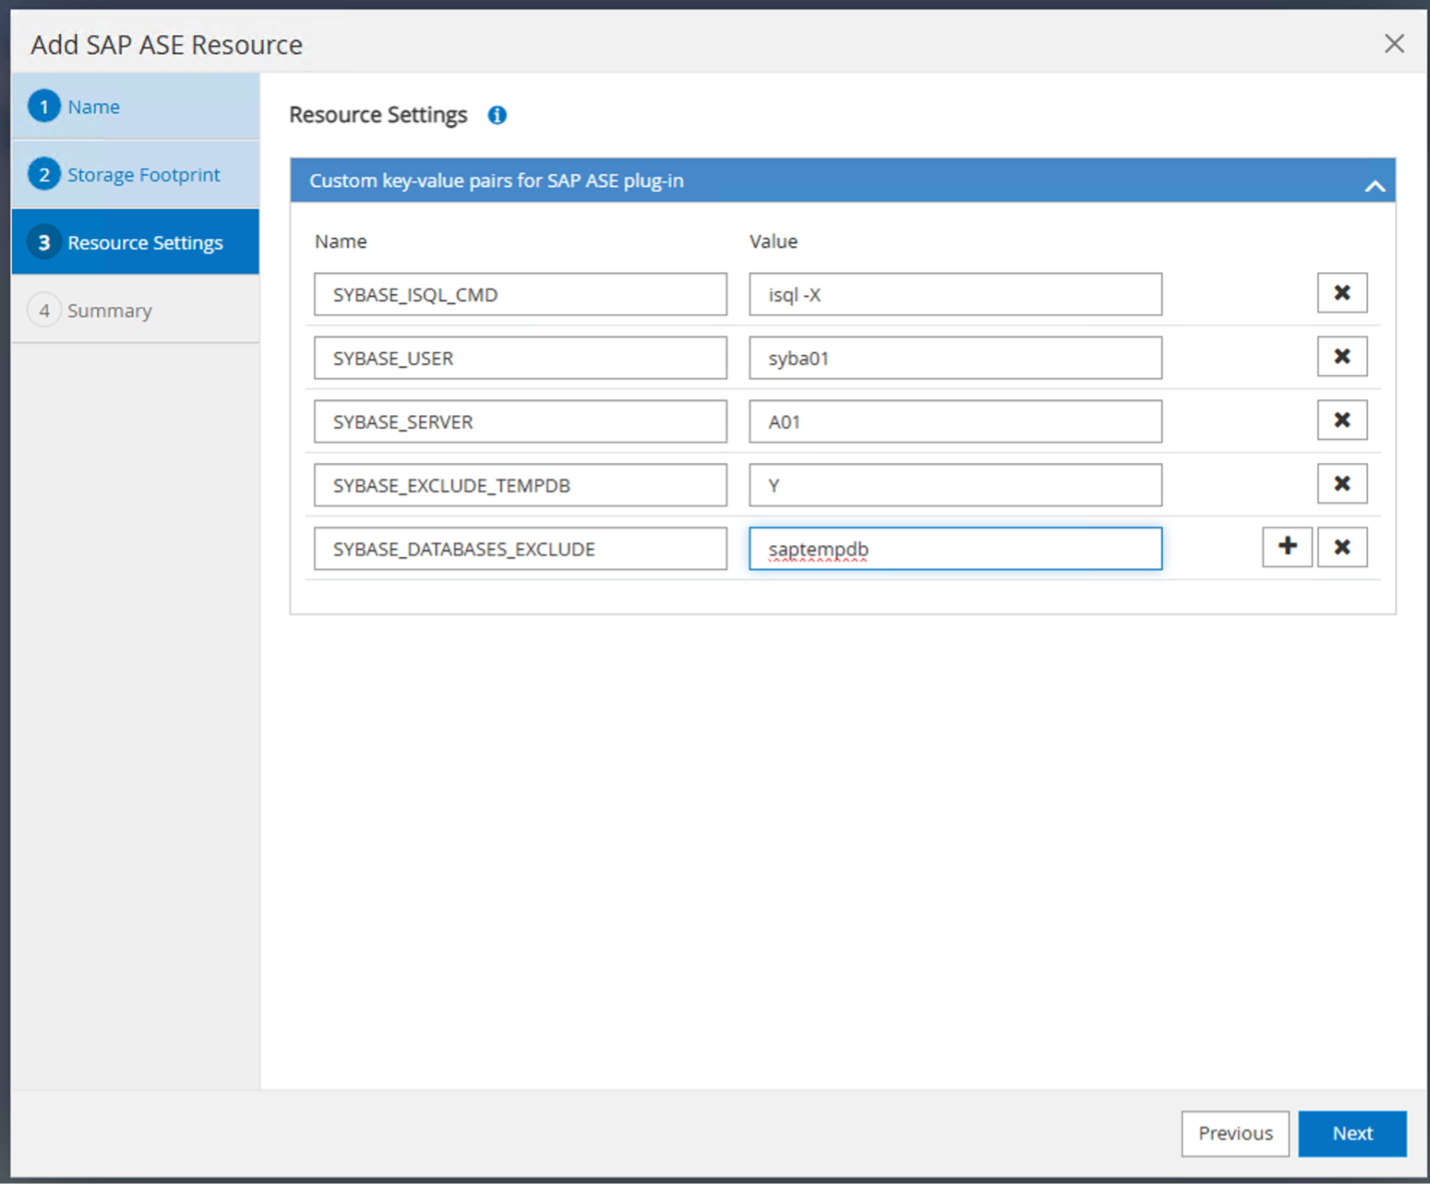 Add SAP ASE Resource
1 Name
2 Storage Footprint
3 Resource Settings
4 Summary
Resource Settings
Custom key-value pairs for SAP ASE plug-in
Name Value
SYBASE_ISQL_CMD isql -X
SYBASE_USER syba01
SYBASE_SERVER A01
SYBASE_EXCLUDE_TEMPDB Y
SYBASE_DATABASES_EXCLUDE saptempdb
Previous Next